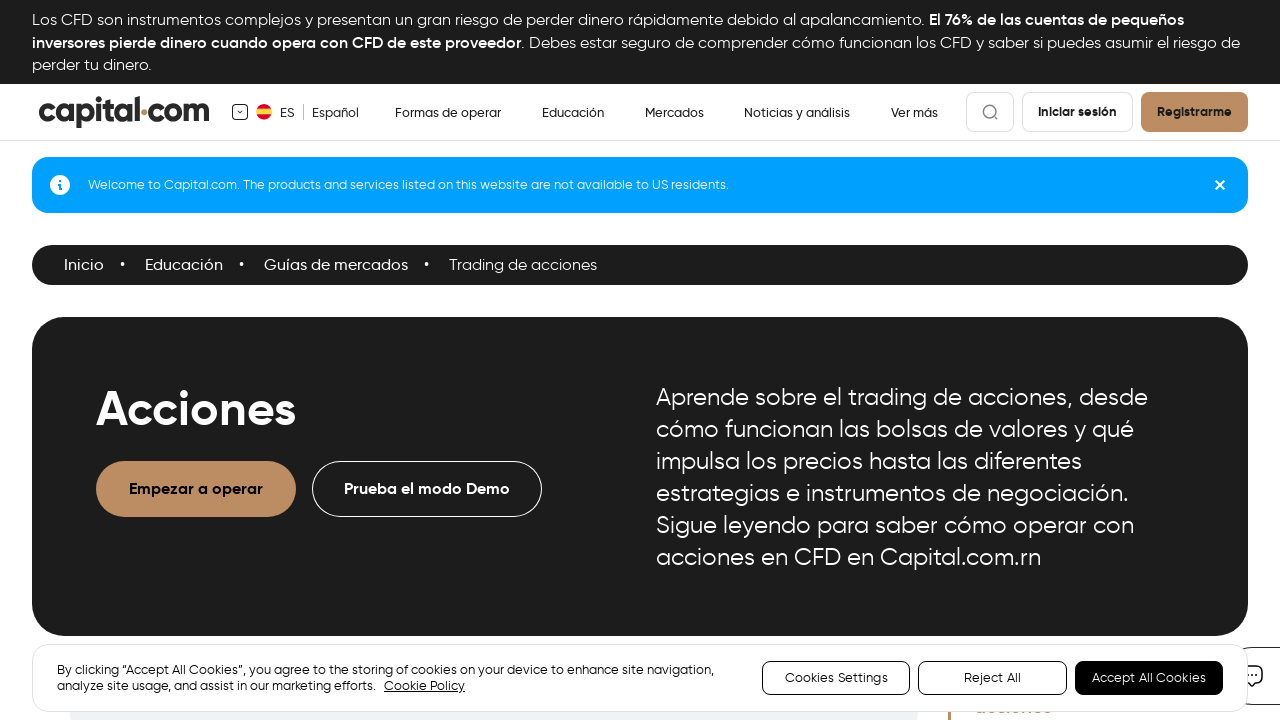 Los CFD son instrumentos complejos y presentan un gran riesgo de perder dinero rápidamente debido al apalancamiento. El 76% de las cuentas de pequeños
inversores pierde dinero cuando opera con CFD de este proveedor. Debes estar seguro de comprender cómo funcionan los CFD y saber si puedes asumir el riesgo de
perder tu dinero.
capital.com
ES
Español
Formas de operar
Educación
Mercados
Noticias y análisis
Ver más
Iniciar sesión
Registrarme
Welcome to Capital.com. The products and services listed on this website are not available to US residents.
Inicio
Educación
Guías de mercados
Trading de acciones
Acciones
Empezar a operar
Prueba el modo Demo
Aprende sobre el trading de acciones, desde
cómo funcionan las bolsas de valores y qué
impulsa los precios hasta las diferentes
estrategias e instrumentos de negociación.
Sigue leyendo para saber cómo operar con
acciones en CFD en Capital.com.rn
By clicking “Accept All Cookies”, you agree to the storing of cookies on your device to enhance site navigation,
analyze site usage, and assist in our marketing efforts. Cookie Policy
Cookies Settings
Reject All
Accept All Cookies